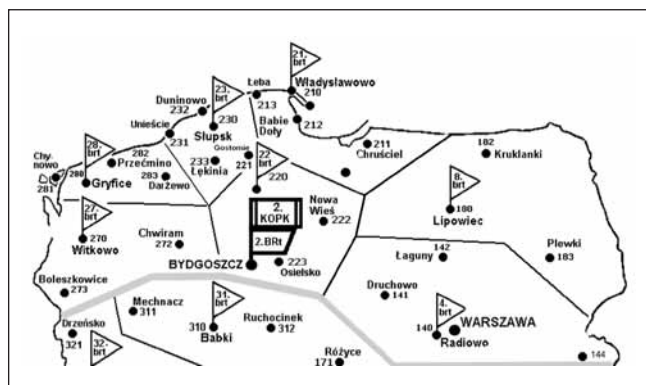 21.
brt
Władysławowo
210
Łeba
213
23.
brt
Duninowo
232
230
Słupsk
Babie
Doły
212
Unieście
231
28.
brt
282
Przećmino
233
Łękinia
Gostomie
221
22
brt
220
211
Chruściel
182
Kruklanki
Chy-
nowo
281
280
Gryfice
283
Darżewo
8.
brt
180
Lipowiec
27.
brt
270
Witkowo
2.
KOPK
Nowa
Wieś
222
Chwiram
272
2.BRt
BYDGOSZCZ
223
Osielsko
142
Łaguny
Plewki
183
Boleszkowice
273
Mechnacz
311
31.
brt
310
Babki
Ruchocinek
312
Druchowo
141
4.
brt
140
WARSZAWA
Radiowo
Drzeńsko
321
32.
brt
Różyce
171
144